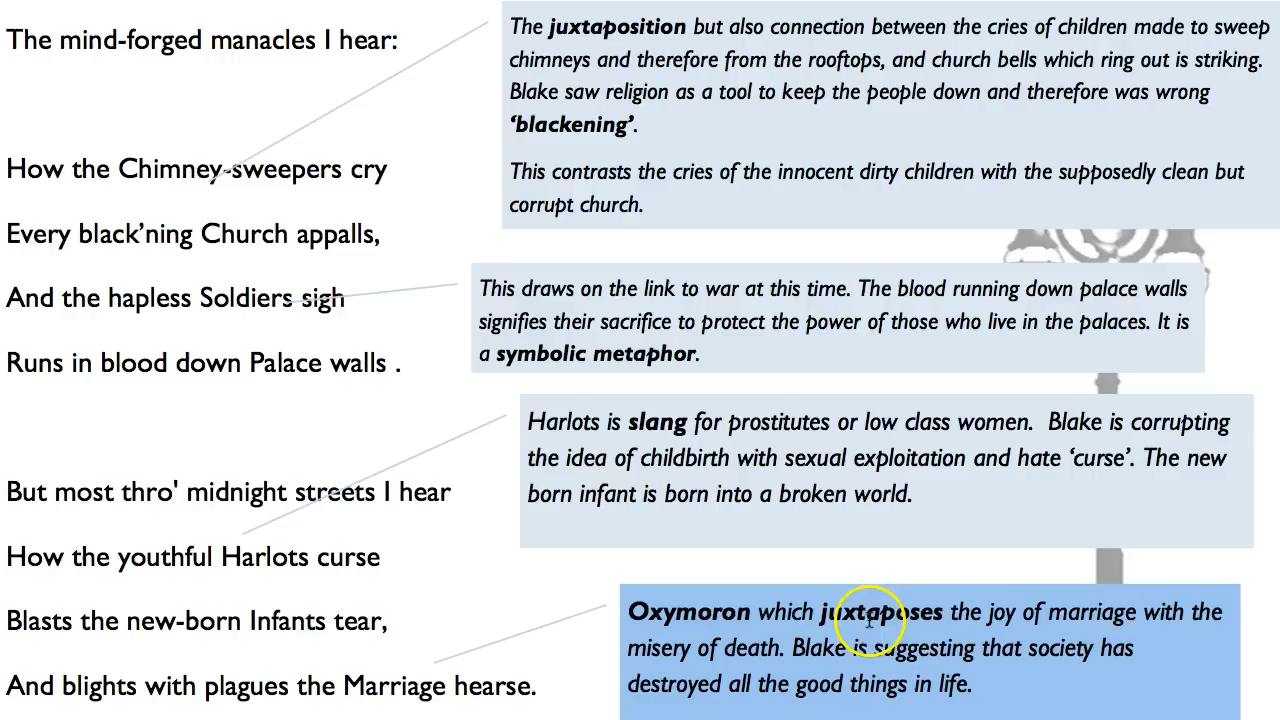 The mind-forged manacles I hear:
How the Chimney-sweepers cry
Every black’ning Church appalls,
And the hapless Soldiers sigh
Runs in blood down Palace walls .
But most thro' midnight streets I hear
How the youthful Harlots curse
Blasts the new-born Infants tear,
And blights with plagues the Marriage hearse.
The juxtaposition but also connection between the cries of children made to sweep
chimneys and therefore from the rooftops, and church bells which ring out is striking.
Blake saw religion as a tool to keep the people down and therefore was wrong
‘blackening’.
This contrasts the cries of the innocent dirty children with the supposedly clean but
corrupt church.
This draws on the link to war at this time. The blood running down palace walls
signifies their sacrifice to protect the power of those who live in the palaces. It is
a symbolic metaphor.
Harlots is slang for prostitutes or low class women. Blake is corrupting
the idea of childbirth with sexual exploitation and hate ‘curse’. The new
born infant is born into a broken world.
Oxymoron which juxtaposes the joy of marriage with the
misery of death. Blake is suggesting that society has
destroyed all the good things in life.